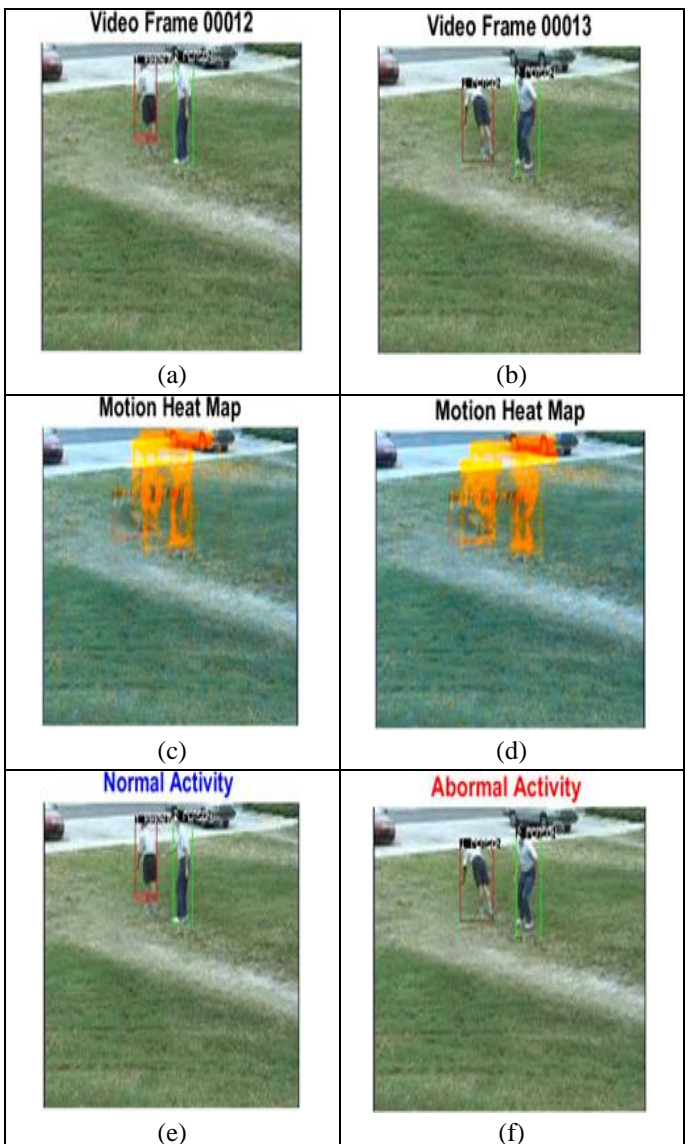 Video Frame 00012
Video Frame 00013
(a)
(b)
Motion Heat Map
Motion Heat Map
(c)
(d)
Normal Activity
Abormal Activity
(e)
(f)